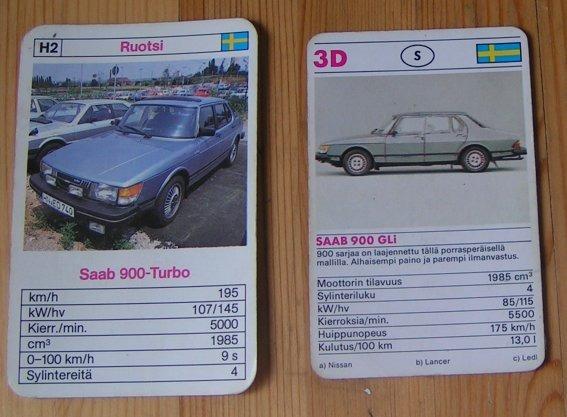 H2
Ruotsi
Saab 900-Turbo
km/h 195
kW/hv 107/145
Kierr./min. 5000
cm³ 1985
0–100 km/h 9 s
Sylintereitä 4
3D
S
SAAB 900 GLi
900 sarjaa on laajennettu tällä porrasperäisellä
mallilla. Alhaisempi paino ja parempi ilmanvastus.
Moottorin tilavuus 1985 cm³
Sylinteriluku 4
kW/hv 85/115
Kierroksia/min. 5500
Huippunopeus 175 km/h
Kulutus/100 km 13,0 l
a) Nissan b) Lancer c) Ledi